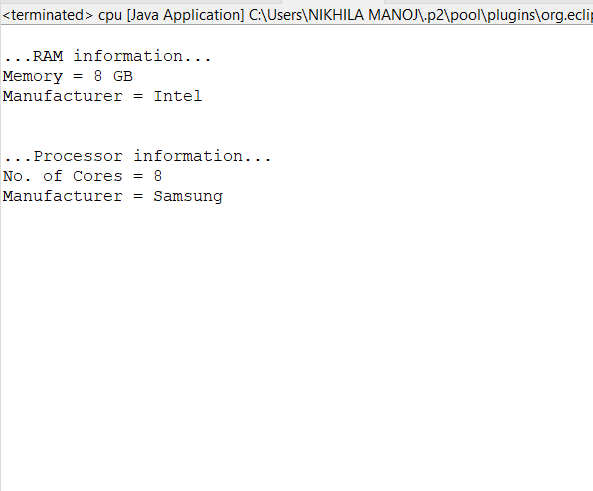 <terminated> cpu [Java Application] C:\Users\NIKHILA MANOJ\.p2\pool\plugins\org.eclip
...RAM information...
Memory = 8 GB
Manufacturer = Intel
...Processor information...
No. of Cores = 8
Manufacturer = Samsung